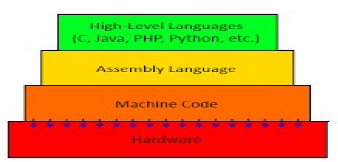 High-Level Languages
(C, Java, PHP, Python, etc.)
Assembly Language
Machine Code
Hardware